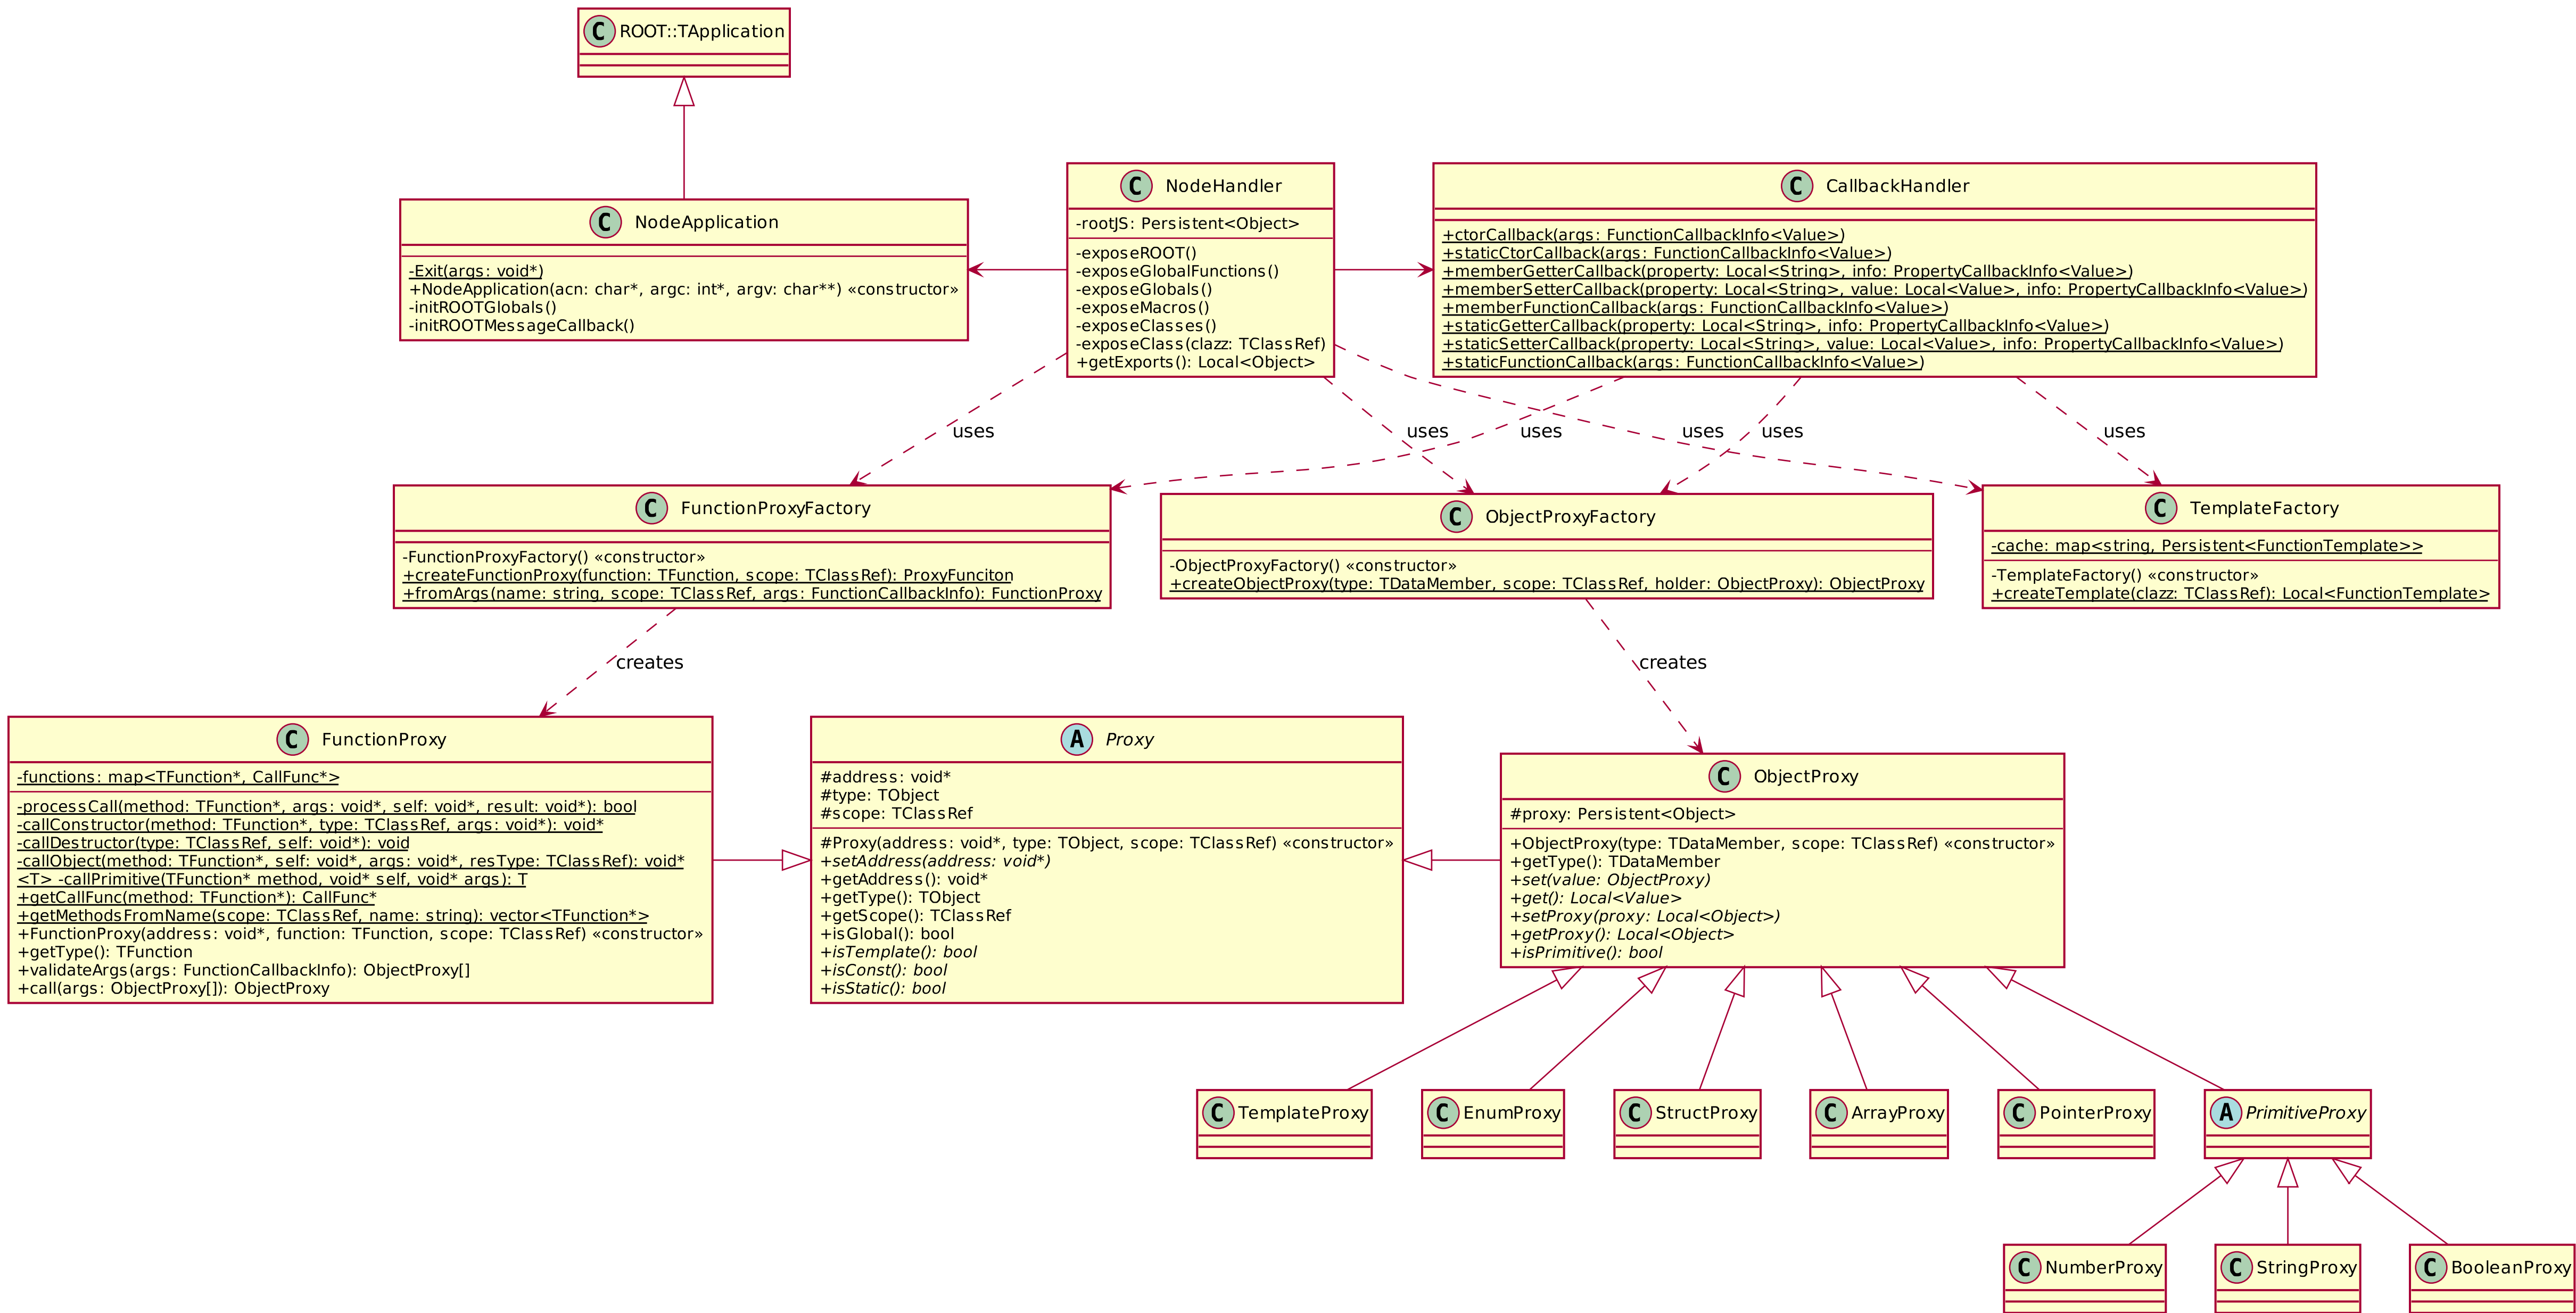 C ROOT::TApplication
C NodeApplication
-Exit(args: void*)
+NodeApplication(acn: char*, argc: int*, argv: char**) «constructor»
-initROOTGlobals()
-initROOTMessageCallback()
C NodeHandler
-rootJS: Persistent<Object>
-exposeROOT()
-exposeGlobalFunctions()
-exposeGlobals()
-exposeMacros()
-exposeClasses()
-exposeClass(clazz: TClassRef)
+getExports(): Local<Object>
C CallbackHandler
+ctorCallback(args: FunctionCallbackInfo<Value>)
+staticCtorCallback(args: FunctionCallbackInfo<Value>)
+memberGetterCallback(property: Local<String>, info: PropertyCallbackInfo<Value>)
+memberSetterCallback(property: Local<String>, value: Local<Value>, info: PropertyCallbackInfo<Value>)
+memberFunctionCallback(args: FunctionCallbackInfo<Value>)
+staticGetterCallback(property: Local<String>, info: PropertyCallbackInfo<Value>)
+staticSetterCallback(property: Local<String>, value: Local<Value>, info: PropertyCallbackInfo<Value>)
+staticFunctionCallback(args: FunctionCallbackInfo<Value>)
uses
uses
uses
uses
uses
uses
C FunctionProxyFactory
-FunctionProxyFactory() «constructor»
+createFunctionProxy(function: TFunction, scope: TClassRef): ProxyFunciton
+fromArgs(name: string, scope: TClassRef, args: FunctionCallbackInfo): FunctionProxy
C ObjectProxyFactory
-ObjectProxyFactory() «constructor»
+createObjectProxy(type: TDataMember, scope: TClassRef, holder: ObjectProxy): ObjectProxy
C TemplateFactory
-cache: map<string, Persistent<FunctionTemplate>>
-TemplateFactory() «constructor»
+createTemplate(clazz: TClassRef): Local<FunctionTemplate>
creates
creates
C FunctionProxy
-functions: map<TFunction*, CallFunc*>
-processCall(method: TFunction*, args: void*, self: void*, result: void*): bool
-callConstructor(method: TFunction*, type: TClassRef, args: void*): void*
-callDestructor(type: TClassRef, self: void*): void
-callObject(method: TFunction*, self: void*, args: void*, resType: TClassRef): void*
<T> -callPrimitive(TFunction* method, void* self, void* args): T
+getCallFunc(method: TFunction*): CallFunc*
+getMethodsFromName(scope: TClassRef, name: string): vector<TFunction*>
+FunctionProxy(address: void*, function: TFunction, scope: TClassRef) «constructor»
+getType(): TFunction
+validateArgs(args: FunctionCallbackInfo): ObjectProxy[]
+call(args: ObjectProxy[]): ObjectProxy
A Proxy
#address: void*
#type: TObject
#scope: TClassRef
#Proxy(address: void*, type: TObject, scope: TClassRef) «constructor»
+setAddress(address: void*)
+getAddress(): void*
+getType(): TObject
+getScope(): TClassRef
+isGlobal(): bool
+isTemplate(): bool
+isConst(): bool
+isStatic(): bool
C ObjectProxy
#proxy: Persistent<Object>
+ObjectProxy(type: TDataMember, scope: TClassRef) «constructor»
+getType(): TDataMember
+set(value: ObjectProxy)
+get(): Local<Value>
+setProxy(proxy: Local<Object>)
+getProxy(): Local<Object>
+isPrimitive(): bool
C TemplateProxy
C EnumProxy
C StructProxy
C ArrayProxy
C PointerProxy
A PrimitiveProxy
C NumberProxy
C StringProxy
C BooleanProxy